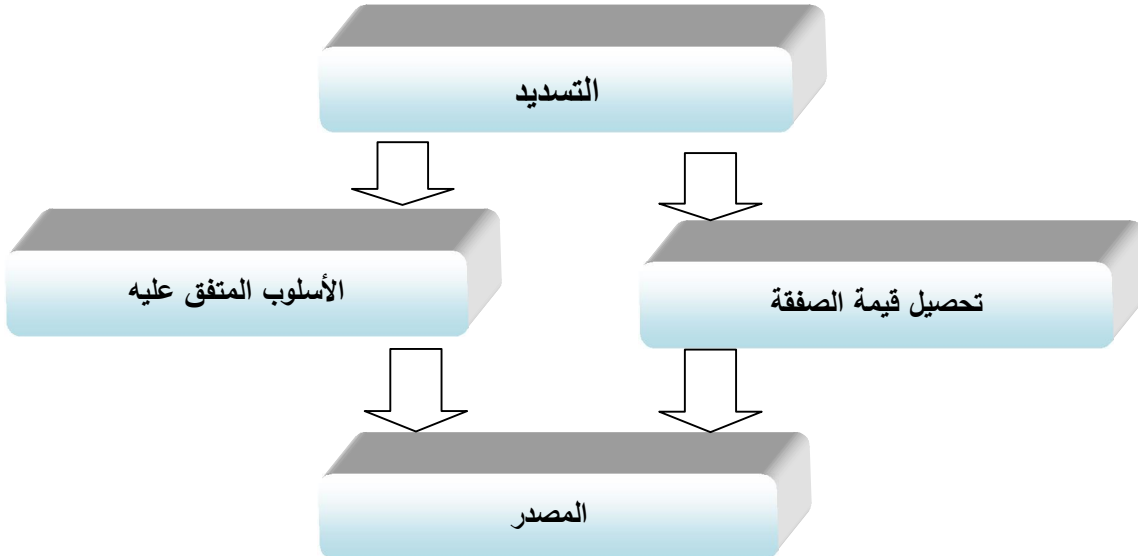 التسديد
تحصيل قيمة الصفقة
الأسلوب المتفق عليه
المصدر